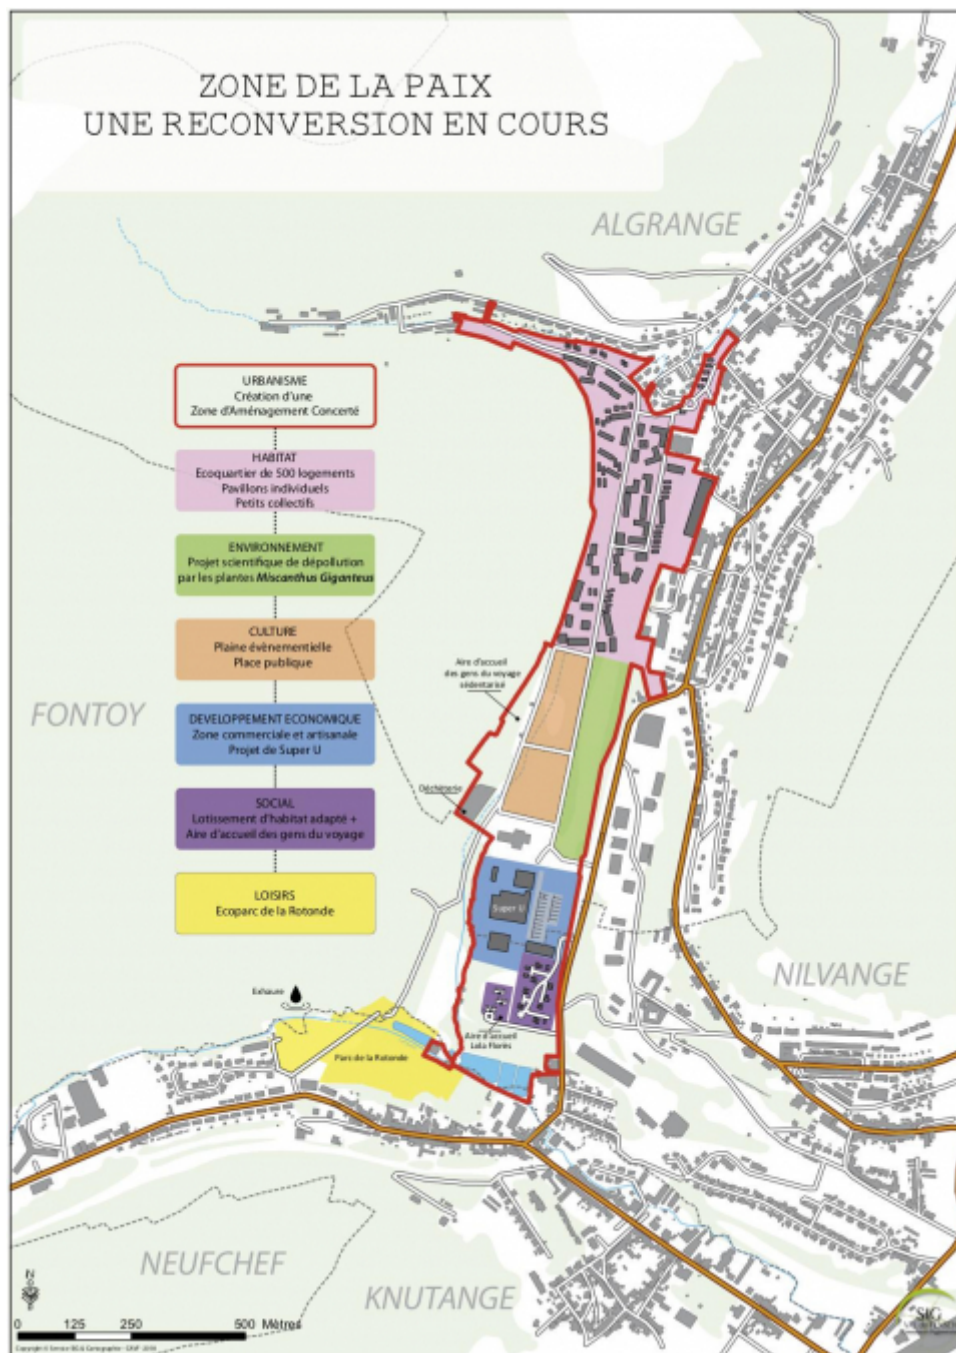 ZONE DE LA PAIX
UNE RECONVERSION EN COURS
ALGRANGE
URBANISME
Création d'une
Zone d'Aménagement Concerté
HABITAT
Ecoquartier de 500 logements
Pavillons individuels
Petits collectifs
ENVIRONNEMENT
Projet scientifique de dépollution
par les plantes Miscanthus Giganteus
CULTURE
Plaine évènementielle
Place publique
Aire d'accueil
des gens du voyage
sédentarisé
FONTOY
DEVELOPPEMENT ECONOMIQUE
Zone commerciale et artisanale
Projet de Super U
Déchèterie
SOCIAL
Lotissement d'habitat adapté +
Aire d'accueil des gens du voyage
LOISIRS
Ecoparc de la Rotonde
Super U
NILVANGE
Exhaure
Aire d'accueil
Lola Florès
Parc de la Rotonde
NEUFCHEF
KNUTANGE
N
0 125 250 500 Mètres
SIG